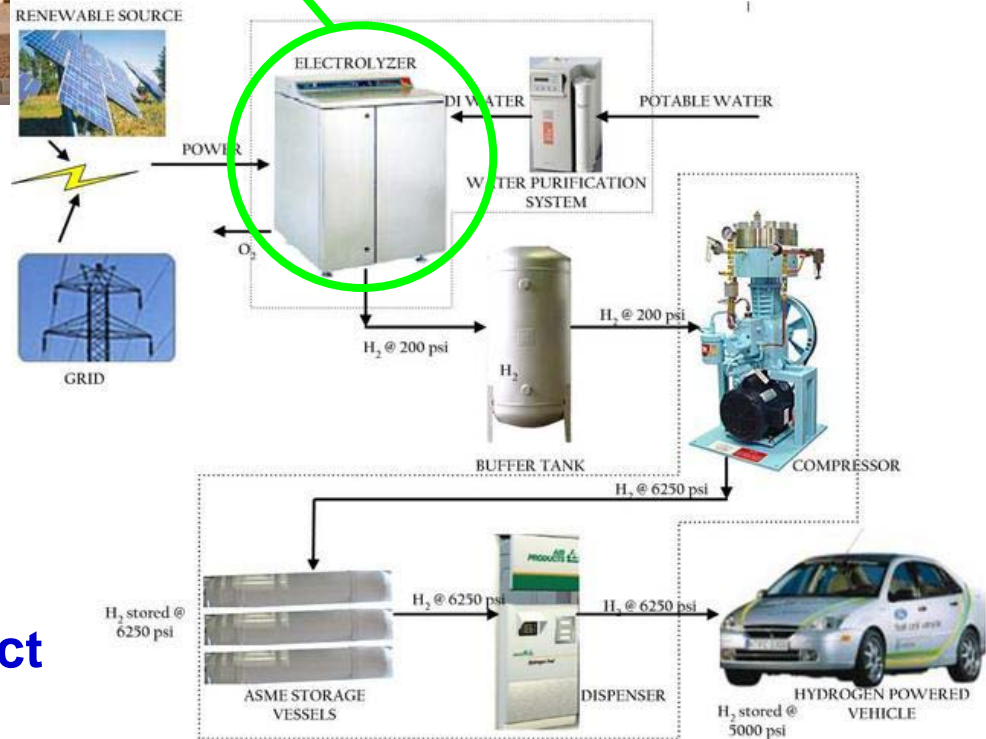 RENEWABLE SOURCE
ELECTROLYZER
DI WATER
POTABLE WATER
POWER
WATER PURIFICATION
SYSTEM
O₂
H₂ @ 200 psi
H₂ @ 200 psi
H₂
GRID
BUFFER TANK
COMPRESSOR
H₂ @ 6250 psi
AIR
PRODUCTS
H₂ stored @
6250 psi
H₂ @ 6250 psi
H₂ @ 6250 psi
ct
ASME STORAGE
VESSELS
DISPENSER
HYDROGEN POWERED
VEHICLE
H₂ stored @
5000 psi